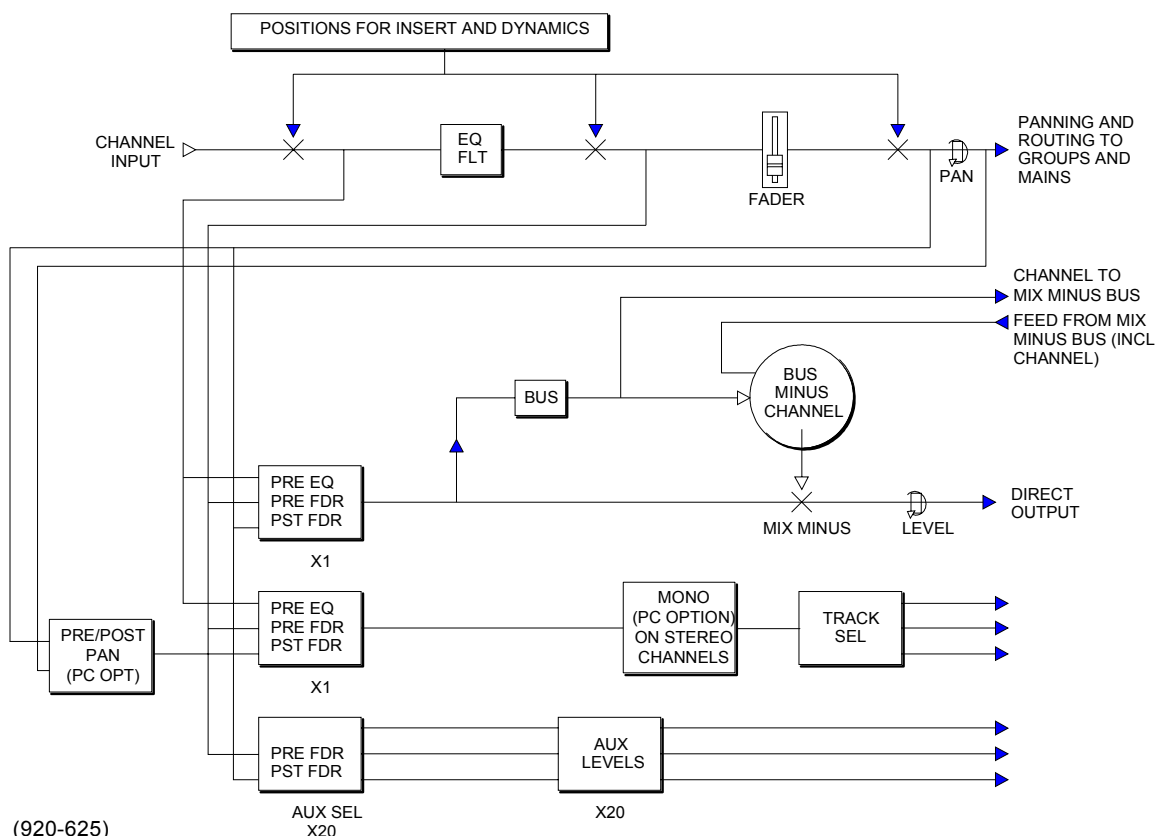 POSITIONS FOR INSERT AND DYNAMICS
CHANNEL
INPUT
EQ
FLT
FADER
PAN
PANNING AND
ROUTING TO
GROUPS AND
MAINS
CHANNEL TO
MIX MINUS BUS
FEED FROM MIX
MINUS BUS (INCL
CHANNEL)
BUS
BUS
MINUS
CHANNEL
PRE EQ
PRE FDR
PST FDR
X1
MIX MINUS
LEVEL
DIRECT
OUTPUT
PRE/POST
PAN
(PC OPT)
PRE EQ
PRE FDR
PST FDR
X1
MONO
(PC OPTION)
ON STEREO
CHANNELS
TRACK
SEL
PRE FDR
PST FDR
AUX SEL
X20
AUX
LEVELS
X20
(920-625)